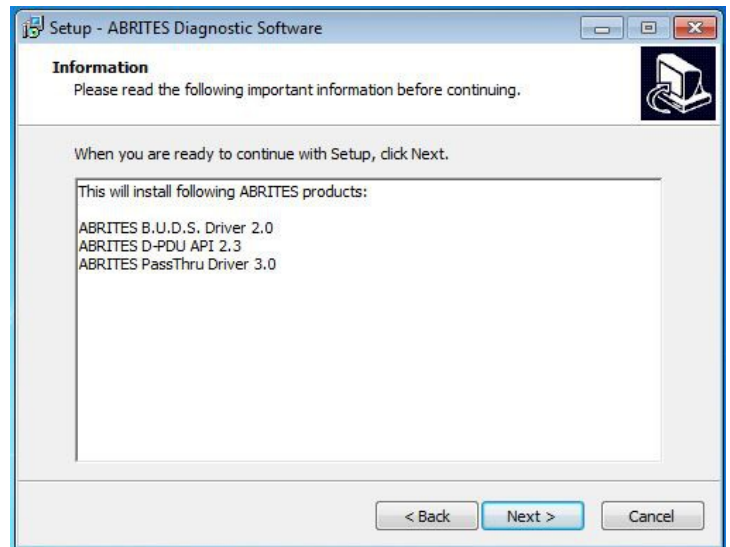 Setup - ABRITES Diagnostic Software
Information
Please read the following important information before continuing.
When you are ready to continue with Setup, click Next.
This will install following ABRITES products:
ABRITES B.U.D.S. Driver 2.0
ABRITES D-PDU API 2.3
ABRITES PassThru Driver 3.0
< Back Next > Cancel